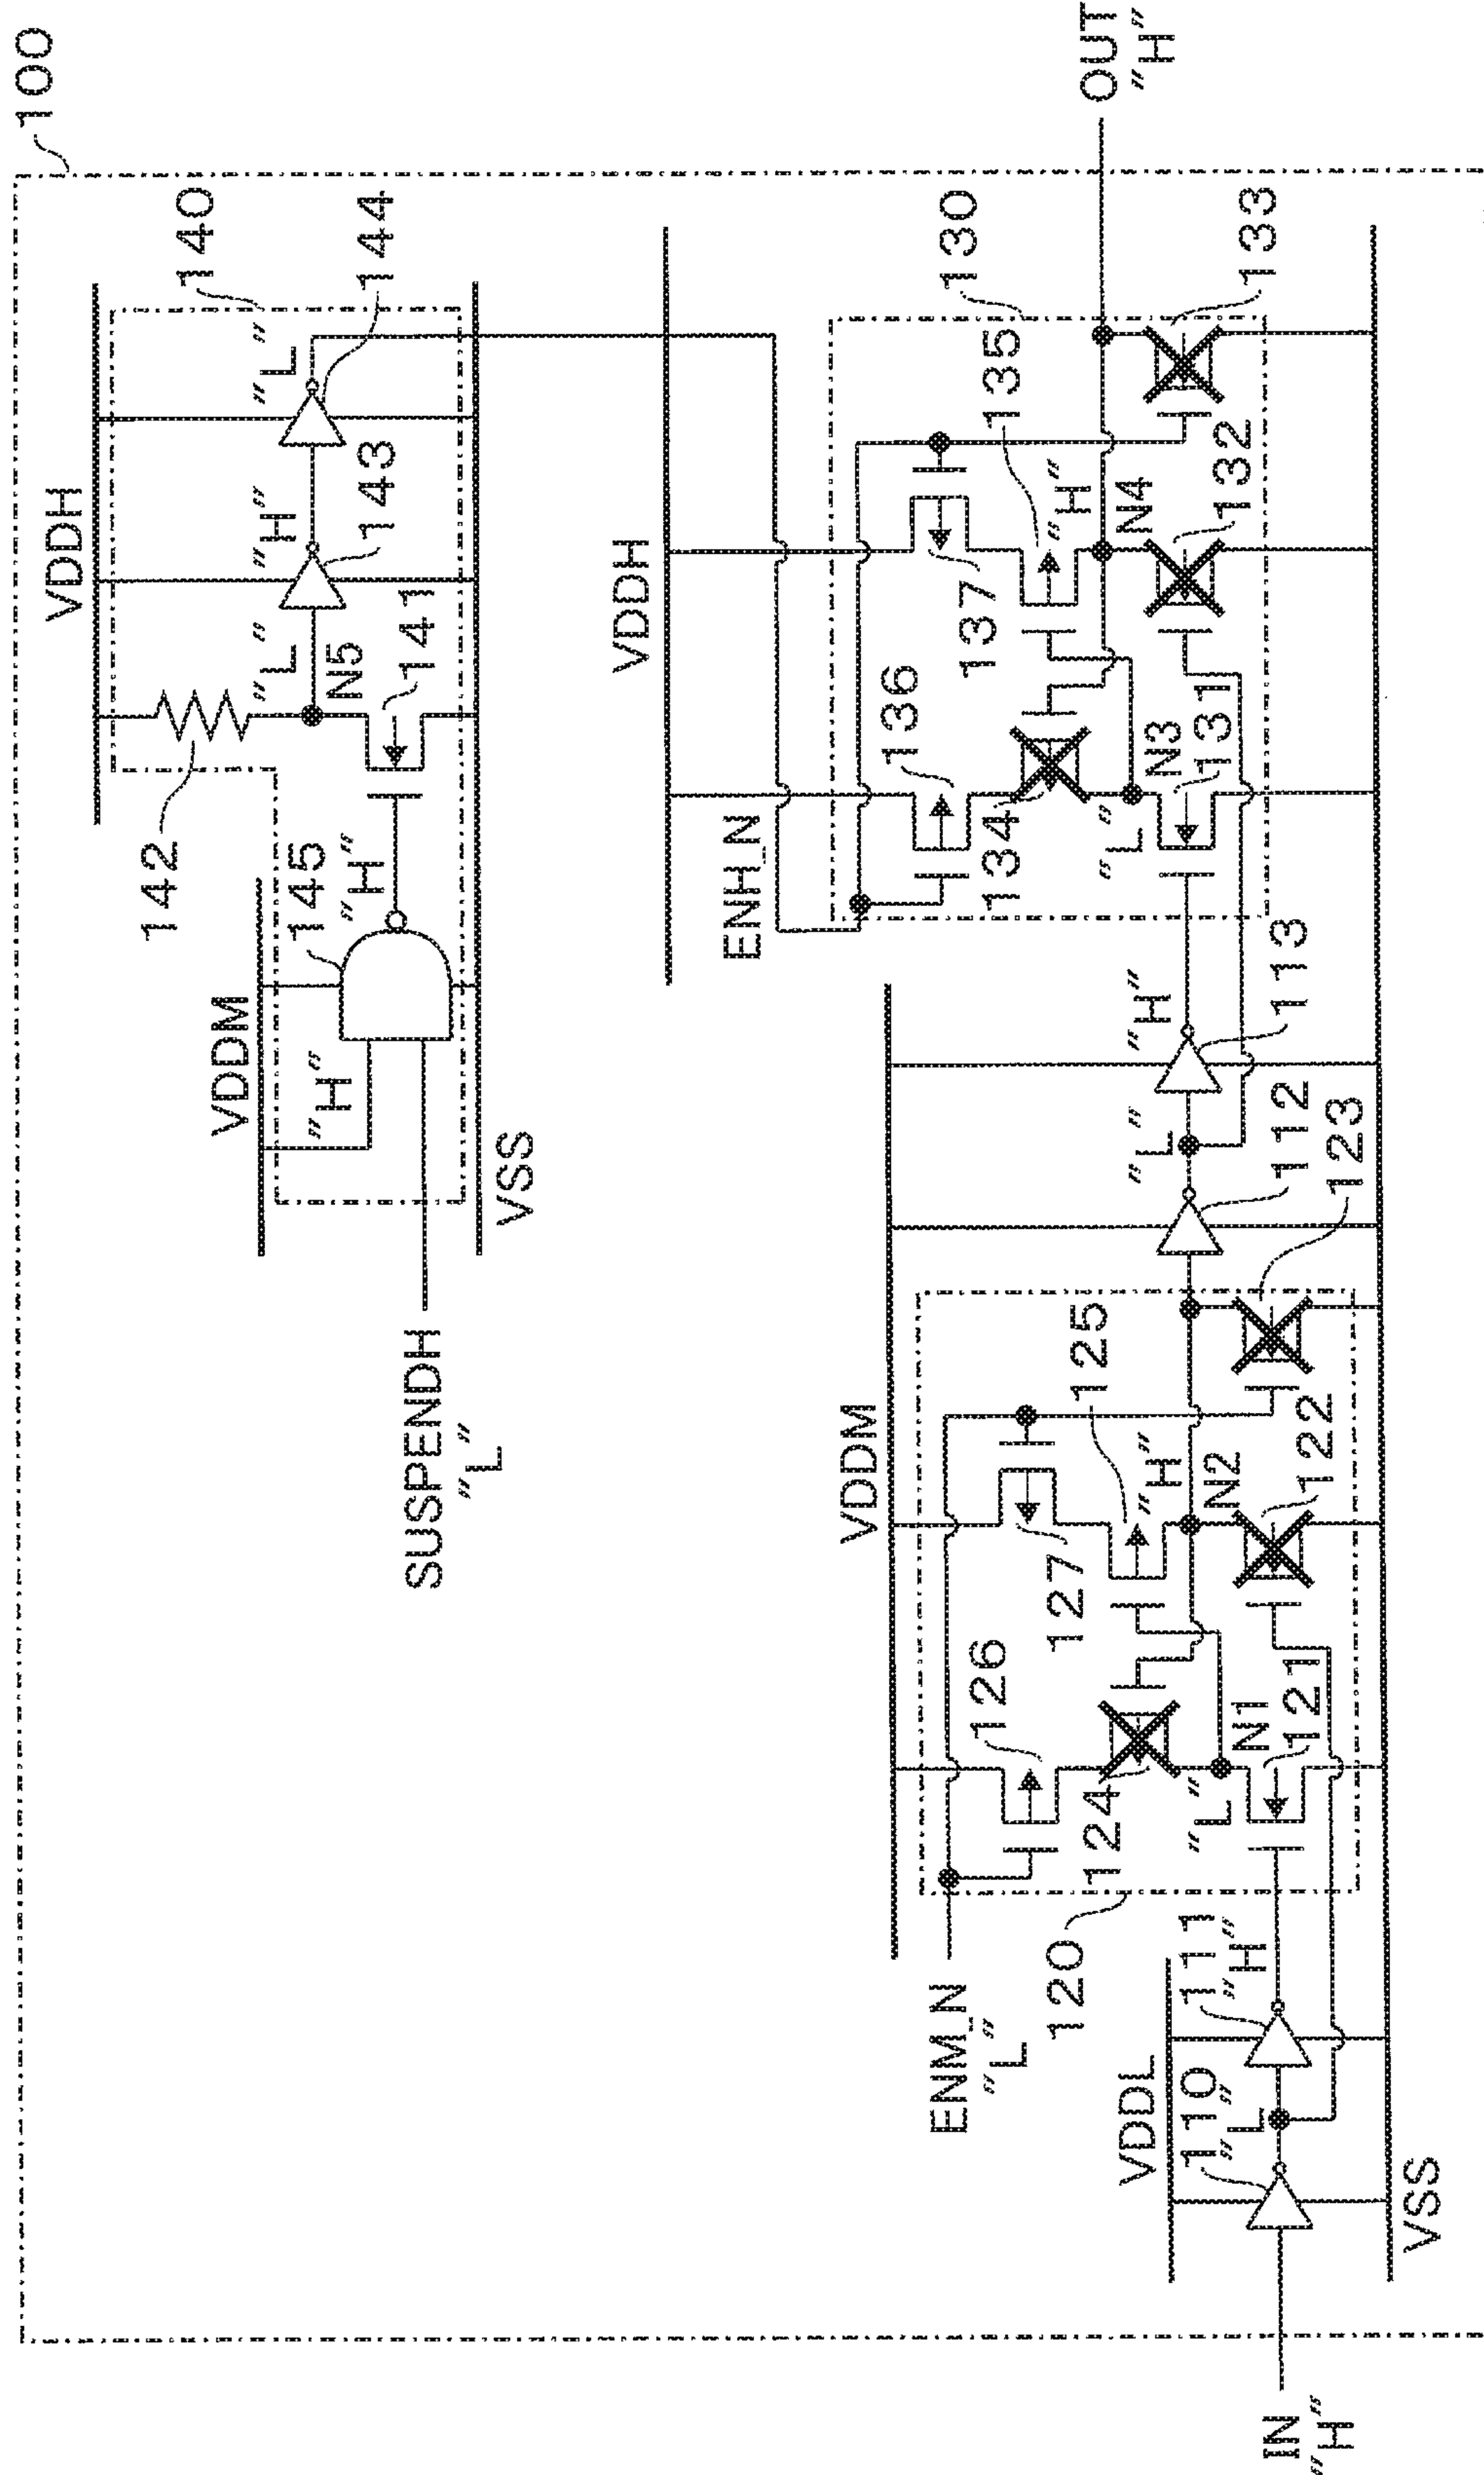 100
VDDH
140
"L"
144
"H"
143
"L"
N5
141
142
145
"H"
VDDM
"H"
VSS
SUSPENDH
"L"
VDDH
130
133
135
"H"
N4
132
137
136
134
"L"
N3
131
ENH_N
OUT
"H"
VDDM
"H"
113
"L"
112
123
125
"H"
N2
122
127
126
124
"L"
N1
121
120
ENM_N
"L"
VDDL
111
"H"
110
"L"
VSS
IN
"H"